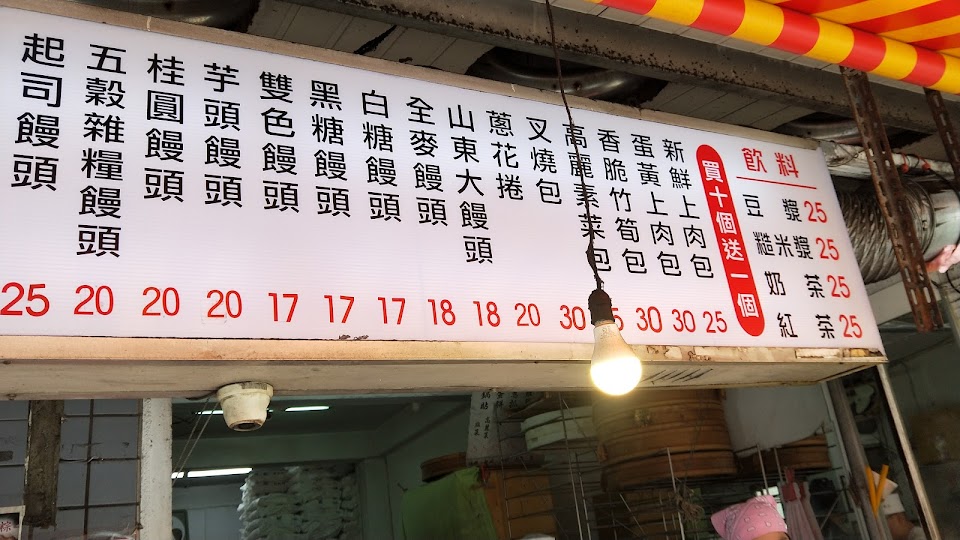 飲料
豆漿 25
糙米漿 25
奶茶 25
紅茶 25
買十個送一個
新鮮上肉包 25
蛋黃上肉包 30
香脆竹筍包 30
高麗素菜包
叉燒包 30
蔥花捲 20
山東大饅頭 18
全麥饅頭 18
白糖饅頭 17
黑糖饅頭 17
雙色饅頭 17
芋頭饅頭 20
桂圓饅頭 20
五穀雜糧饅頭 20
起司饅頭 25